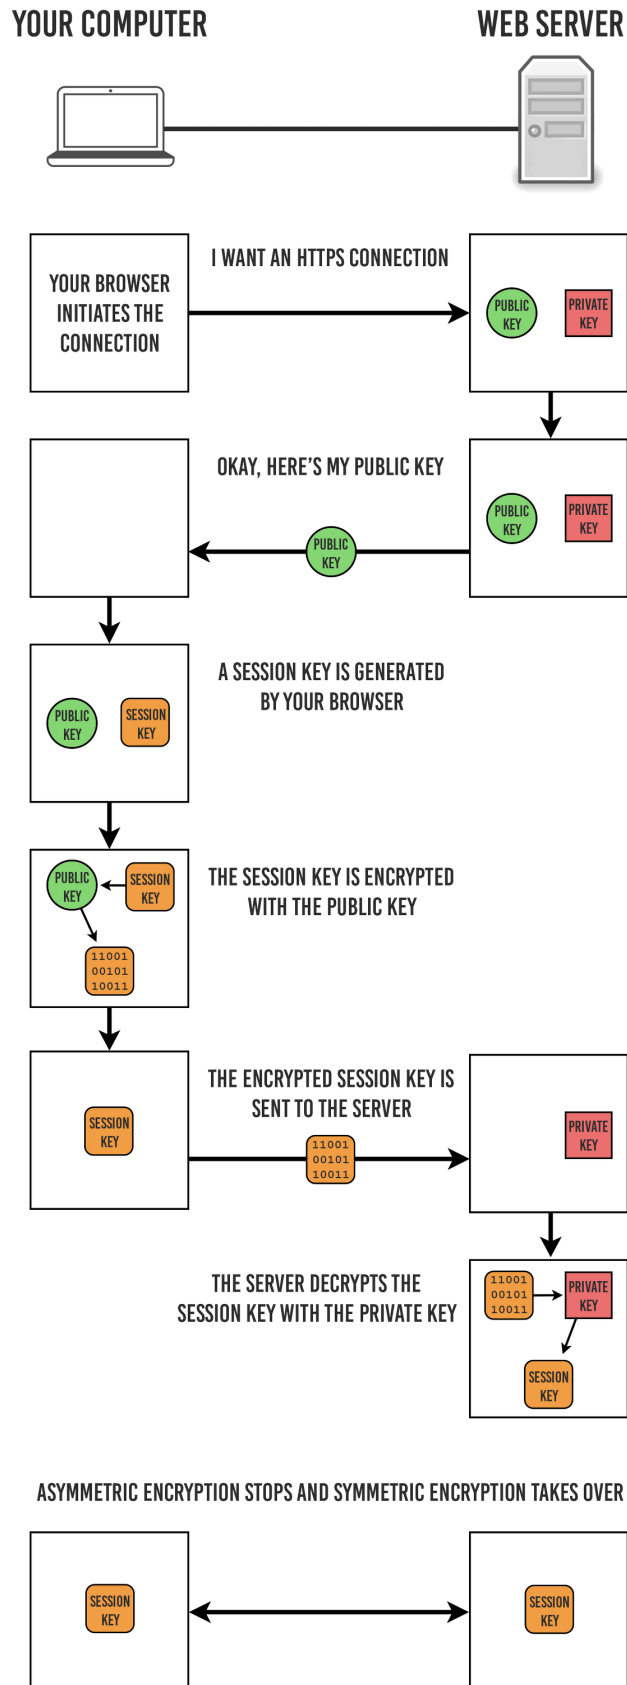 YOUR COMPUTER
WEB SERVER
I WANT AN HTTPS CONNECTION
YOUR BROWSER
INITIATES THE
CONNECTION
PUBLIC
KEY
PRIVATE
KEY
OKAY, HERE'S MY PUBLIC KEY
PUBLIC
KEY
PUBLIC
KEY
PRIVATE
KEY
A SESSION KEY IS GENERATED
BY YOUR BROWSER
PUBLIC
KEY
SESSION
KEY
THE SESSION KEY IS ENCRYPTED
WITH THE PUBLIC KEY
PUBLIC
KEY
SESSION
KEY
11001
00101
10011
THE ENCRYPTED SESSION KEY IS
SENT TO THE SERVER
SESSION
KEY
11001
00101
10011
PRIVATE
KEY
THE SERVER DECRYPTS THE
SESSION KEY WITH THE PRIVATE KEY
11001
00101
10011
PRIVATE
KEY
SESSION
KEY
ASYMMETRIC ENCRYPTION STOPS AND SYMMETRIC ENCRYPTION TAKES OVER
SESSION
KEY
SESSION
KEY